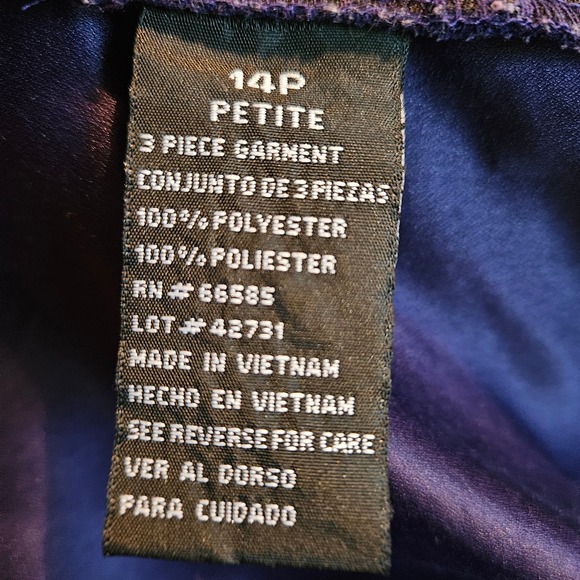 14P
PETITE
3 PIECE GARMENT
CONJUNTO DE 3 PIEZAS
100% POLYESTER
100% POLIESTER
RN # 66585
LOT # 42731
MADE IN VIETNAM
HECHO EN VIETNAM
SEE REVERSE FOR CARE
VER AL DORSO
PARA CUIDADO